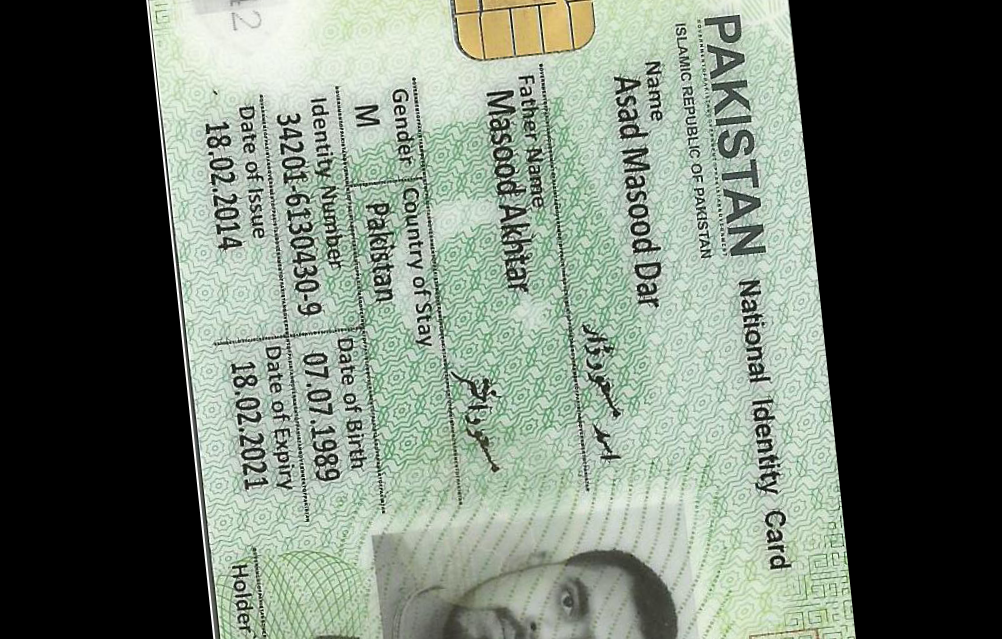 PAKISTAN National Identity Card
ISLAMIC REPUBLIC OF PAKISTAN
Name
Asad Masood Dar
اسد مسعود ڈار
Father Name
Masood Akhtar
مسعود اختر
Gender Country of Stay
M Pakistan
Identity Number Date of Birth
34201-6130430-9 07.07.1989
Date of Issue Date of Expiry
18.02.2014 18.02.2021
Holder